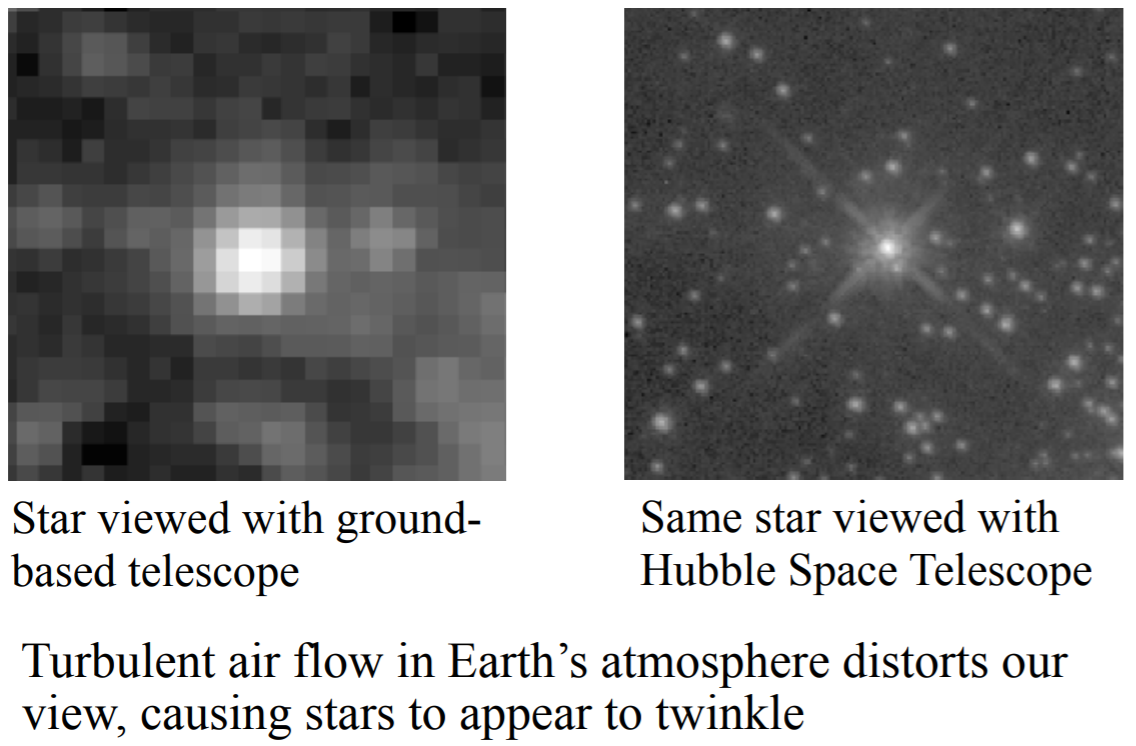 Star viewed with ground-
based telescope
Same star viewed with
Hubble Space Telescope
Turbulent air flow in Earth’s atmosphere distorts our
view, causing stars to appear to twinkle